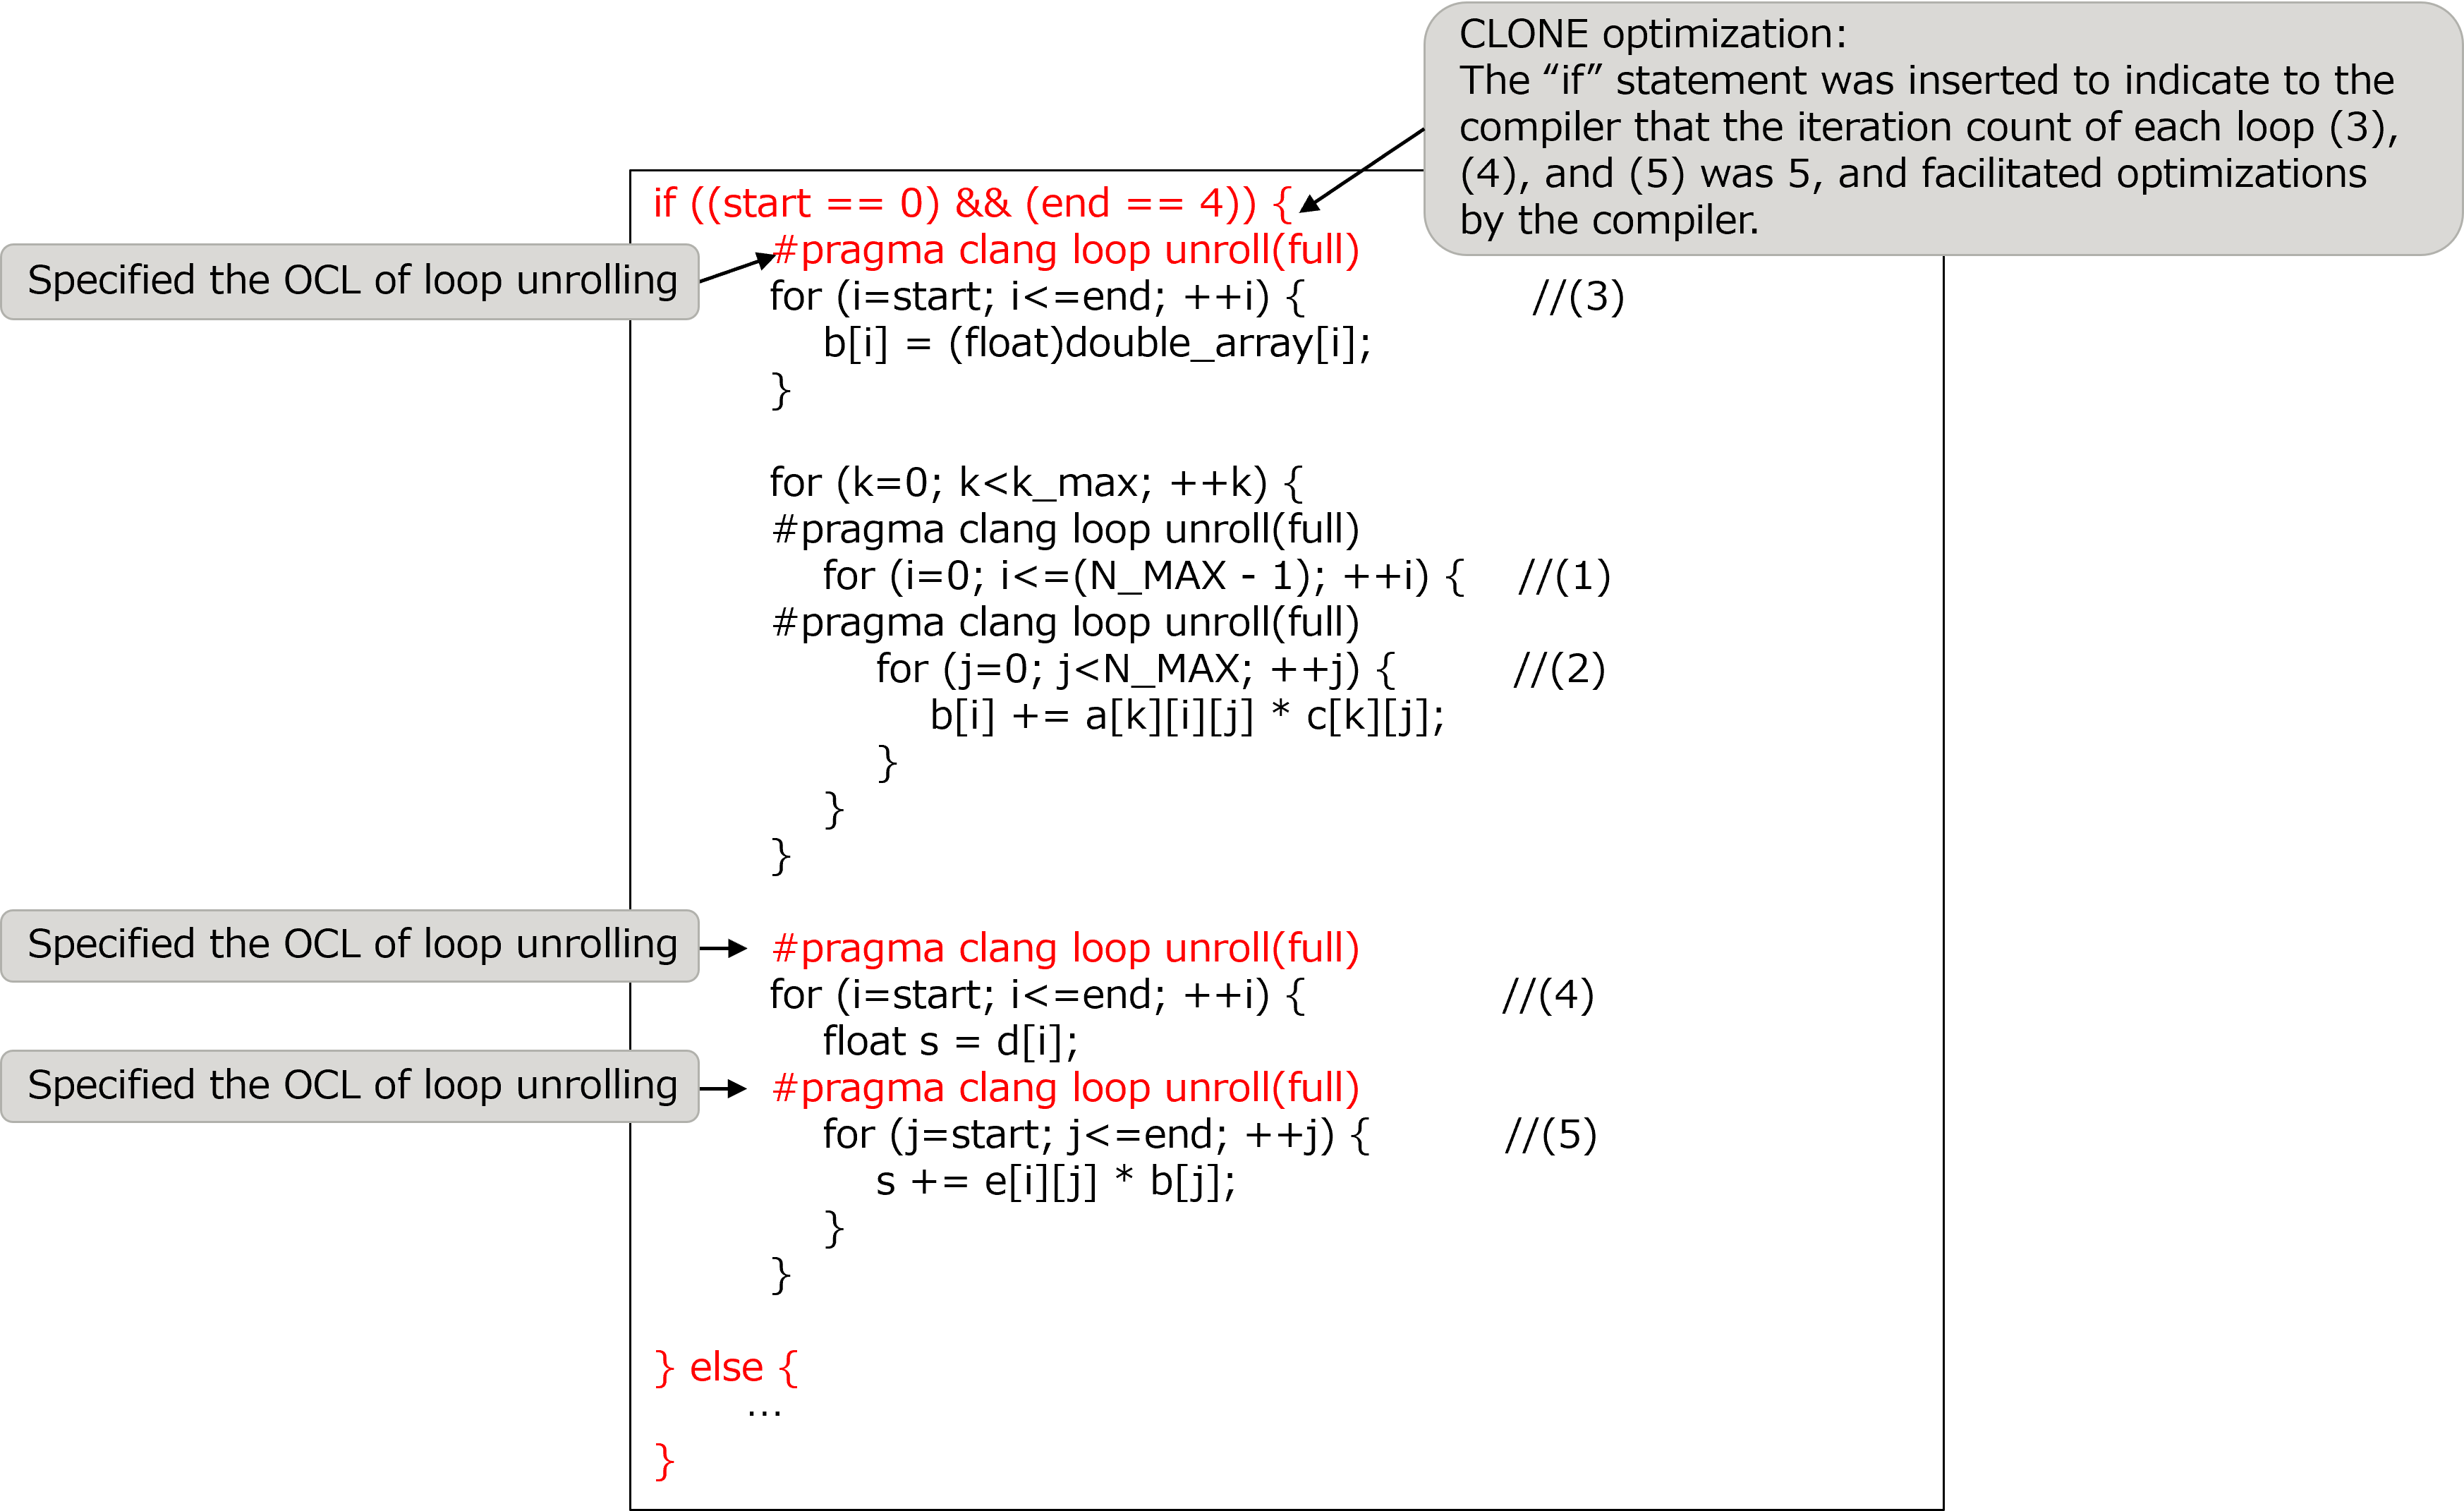 CLONE optimization:
The “if” statement was inserted to indicate to the
compiler that the iteration count of each loop (3),
(4), and (5) was 5, and facilitated optimizations
by the compiler.
if ((start == 0) && (end == 4)) {
Specified the OCL of loop unrolling
#pragma clang loop unroll(full)
for (i=start; i<=end; ++i) { //(3)
b[i] = (float)double_array[i];
}
for (k=0; k<k_max; ++k) {
#pragma clang loop unroll(full)
for (i=0; i<=(N_MAX - 1); ++i) { //(1)
#pragma clang loop unroll(full)
for (j=0; j<N_MAX; ++j) { //(2)
b[i] += a[k][i][j] * c[k][j];
}
}
}
Specified the OCL of loop unrolling
#pragma clang loop unroll(full)
for (i=start; i<=end; ++i) { //(4)
float s = d[i];
Specified the OCL of loop unrolling
#pragma clang loop unroll(full)
for (j=start; j<=end; ++j) { //(5)
s += e[i][j] * b[j];
}
}
} else {
…
}